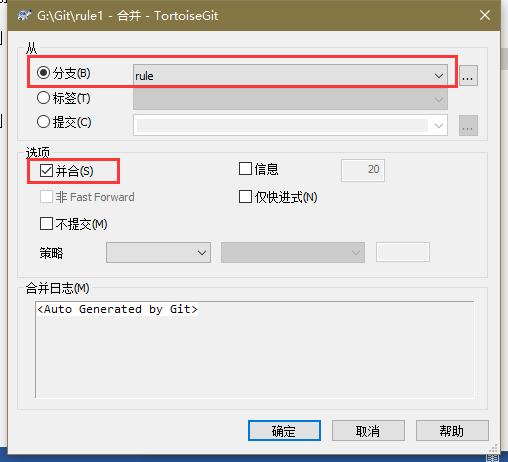 G:\Git\rule1 - 合并 - TortoiseGit
从
分支(B)
rule
...
标签(T)
提交(C)
...
选项
并合(S)
信息
20
非 Fast Forward
仅快进式(N)
不提交(M)
策略
合并日志(M)
<Auto Generated by Git>
确定
取消
帮助